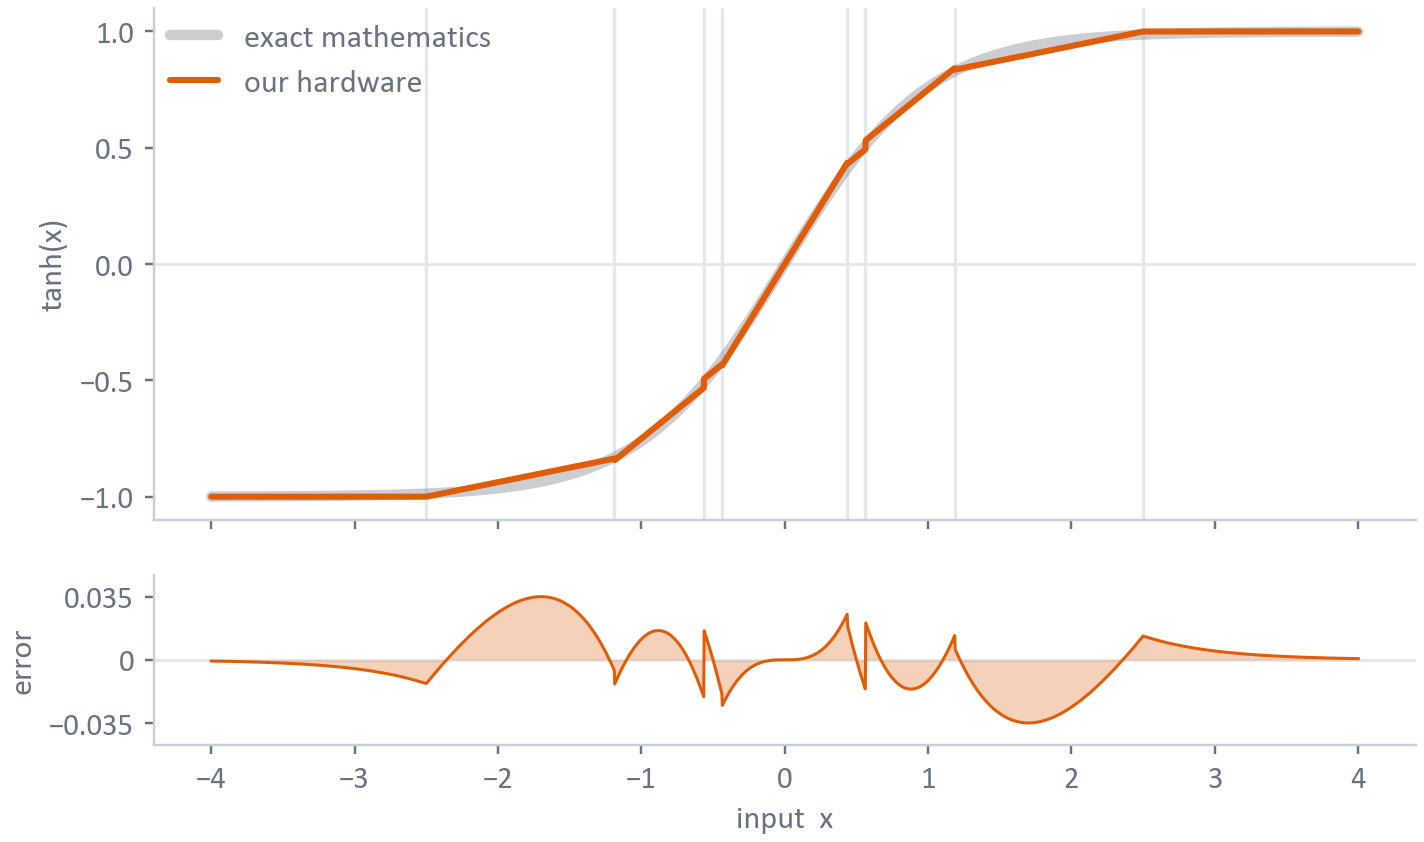 exact mathematics
our hardware
1.0
0.5
0.0
−0.5
−1.0
tanh(x)
0.035
0
−0.035
error
−4 −3 −2 −1 0 1 2 3 4
input x